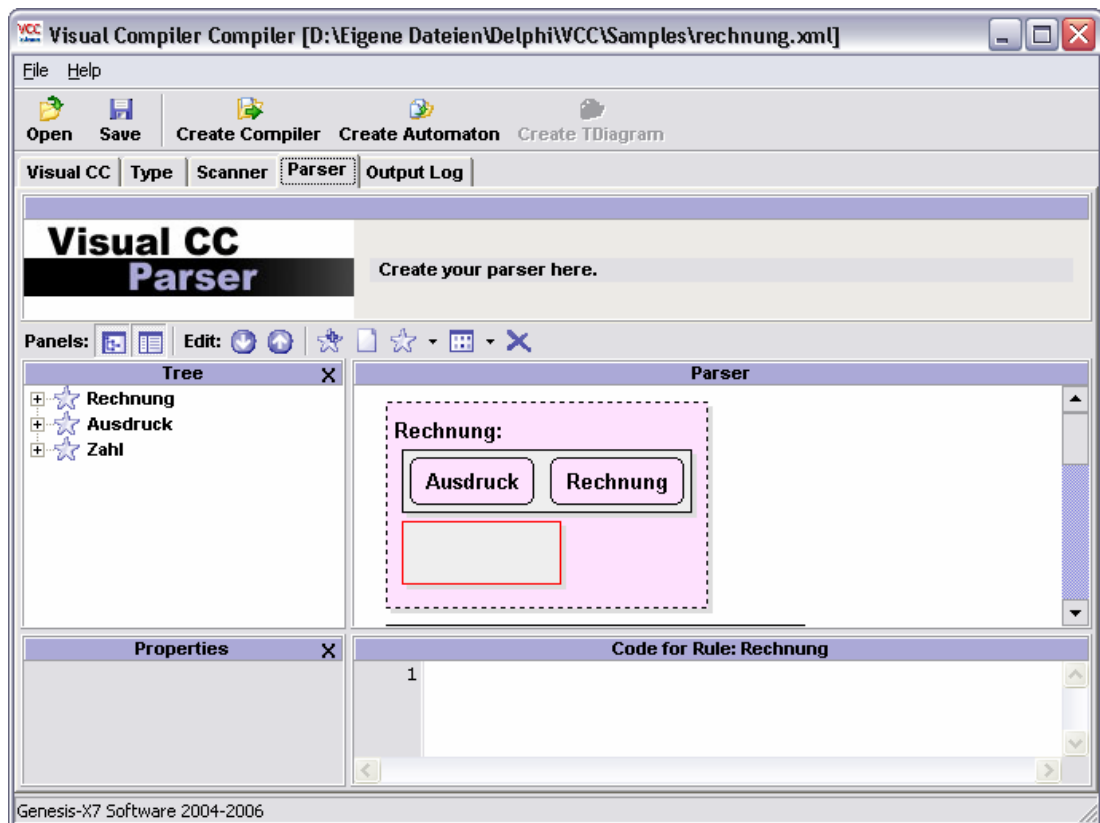 VCC
Visual Compiler Compiler [D:\Eigene Dateien\Delphi\VCC\Samples\rechnung.xml]
File Help
Open Save Create Compiler Create Automaton Create TDiagram
Visual CC Type Scanner Parser Output Log
Visual CC
Parser
Create your parser here.
Panels: Edit:
Tree X
Rechnung
Ausdruck
Zahl
Parser
Rechnung:
Ausdruck Rechnung
Properties X
Code for Rule: Rechnung
1
Genesis-X7 Software 2004-2006